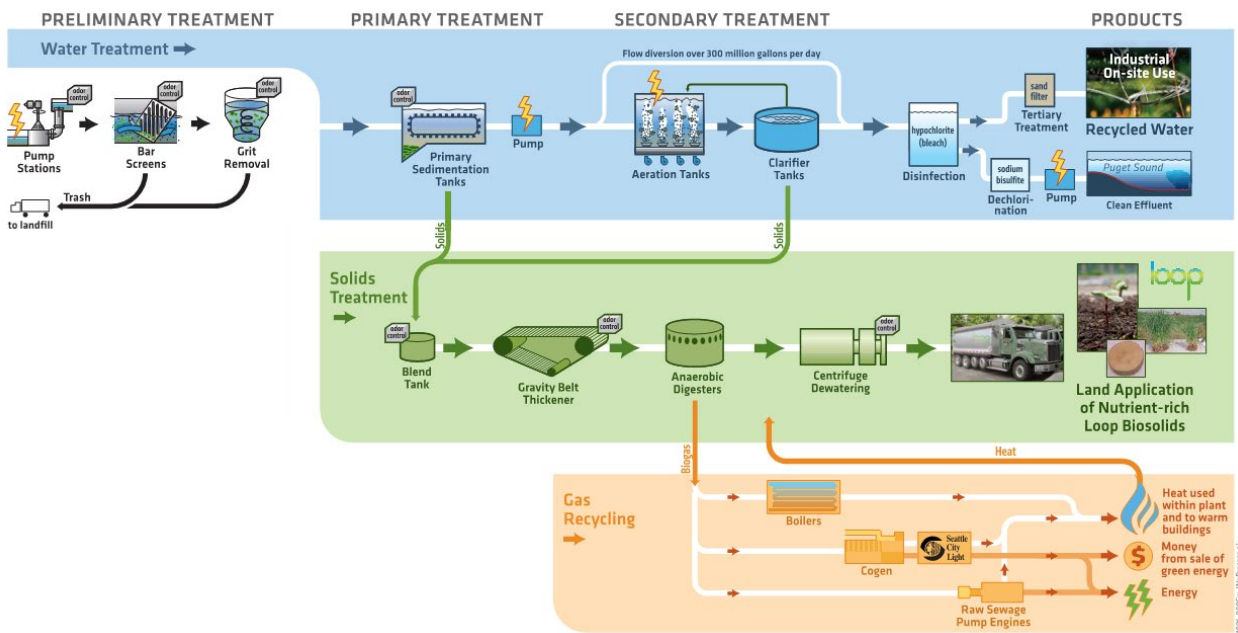 PRELIMINARY TREATMENT
PRIMARY TREATMENT
SECONDARY TREATMENT
PRODUCTS
Water Treatment
Flow diversion over 300 million gallons per day
odor
control
odor
control
odor
control
odor
control
Pump
Stations
Bar
Screens
Grit
Removal
Trash
to landfill
Primary
Sedimentation
Tanks
Pump
Aeration Tanks
Clarifier
Tanks
hypochlorite
(bleach)
Disinfection
sand
filter
Tertiary
Treatment
Industrial
On-site Use
Recycled Water
sodium
bisulfite
Dechlori-
nation
Pump
Puget Sound
Clean Effluent
Solids
Solids
Solids
Treatment
odor
control
Blend
Tank
odor
control
Gravity Belt
Thickener
Anaerobic
Digesters
odor
control
Centrifuge
Dewatering
loop
Land Application
of Nutrient-rich
Loop Biosolids
Biogas
Heat
Gas
Recycling
Boilers
Cogen
Seattle
City
Light
Raw Sewage
Pump Engines
Heat used
within plant
and to warm
buildings
$
Money
from sale of
green energy
Energy